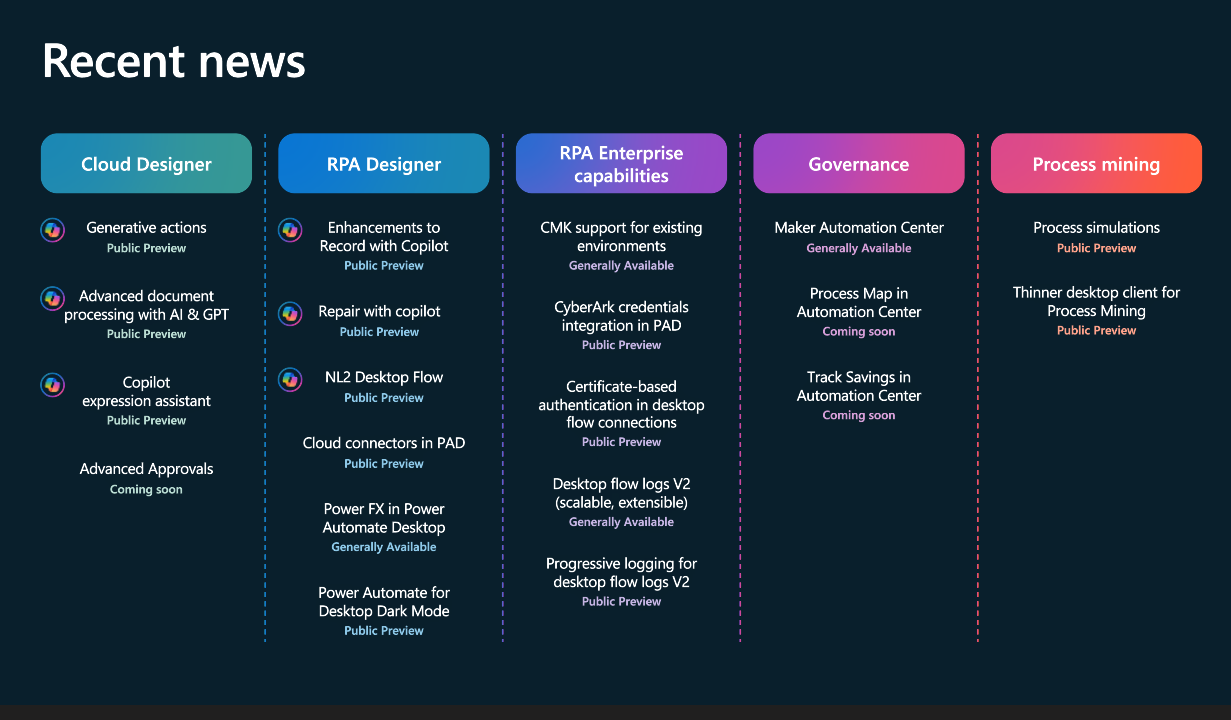 Recent news
Cloud Designer
Generative actions
Public Preview
Advanced document
processing with AI & GPT
Public Preview
Copilot
expression assistant
Public Preview
Advanced Approvals
Coming soon
RPA Designer
Enhancements to
Record with Copilot
Public Preview
Repair with copilot
Public Preview
NL2 Desktop Flow
Public Preview
Cloud connectors in PAD
Public Preview
Power FX in Power
Automate Desktop
Generally Available
Power Automate for
Desktop Dark Mode
Public Preview
RPA Enterprise
capabilities
CMK support for existing
environments
Generally Available
CyberArk credentials
integration in PAD
Public Preview
Certificate-based
authentication in desktop
flow connections
Public Preview
Desktop flow logs V2
(scalable, extensible)
Generally Available
Progressive logging for
desktop flow logs V2
Public Preview
Governance
Maker Automation Center
Generally Available
Process Map in
Automation Center
Coming soon
Track Savings in
Automation Center
Coming soon
Process mining
Process simulations
Public Preview
Thinner desktop client for
Process Mining
Public Preview